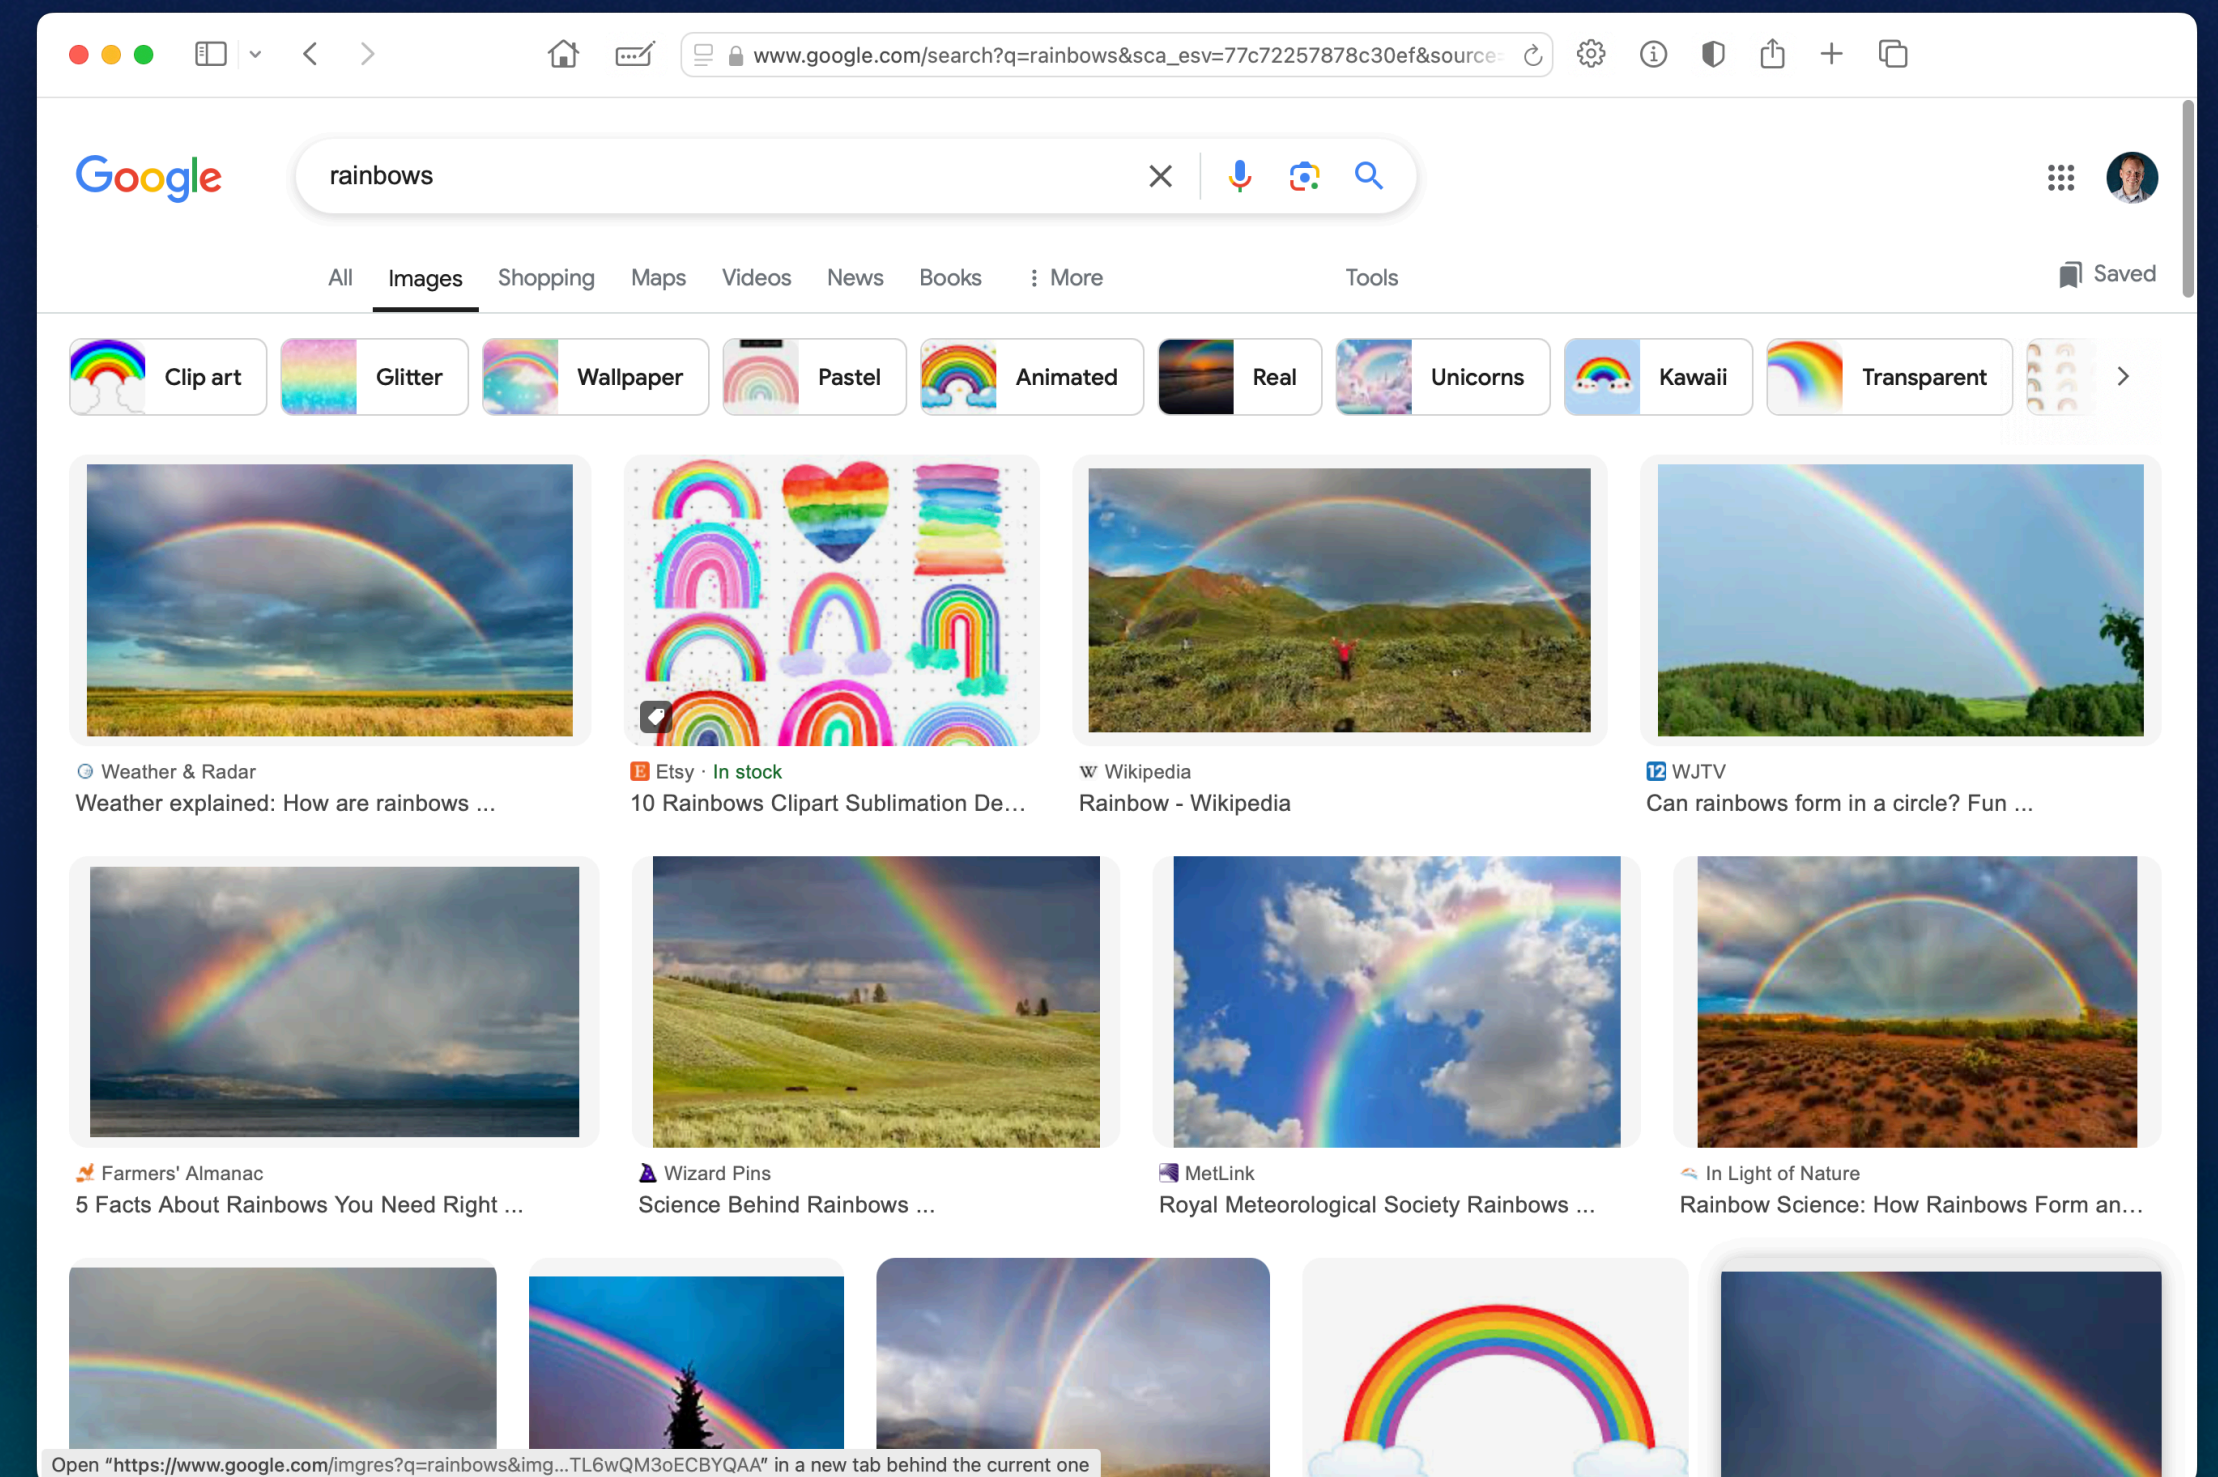 www.google.com/search?q=rainbows&sca_esv=77c72257878c30ef&source=
Google
rainbows
All Images Shopping Maps Videos News Books More Tools
Saved
Clip art Glitter Wallpaper Pastel Animated Real Unicorns Kawaii Transparent
Weather & Radar
Weather explained: How are rainbows ...
E Etsy · In stock
10 Rainbows Clipart Sublimation De...
W Wikipedia
Rainbow - Wikipedia
12 WJTV
Can rainbows form in a circle? Fun ...
Farmers' Almanac
5 Facts About Rainbows You Need Right ...
Wizard Pins
Science Behind Rainbows ...
MetLink
Royal Meteorological Society Rainbows ...
In Light of Nature
Rainbow Science: How Rainbows Form an...
Open “https://www.google.com/imgres?q=rainbows&img...TL6wQM3oECBYQAA” in a new tab behind the current one